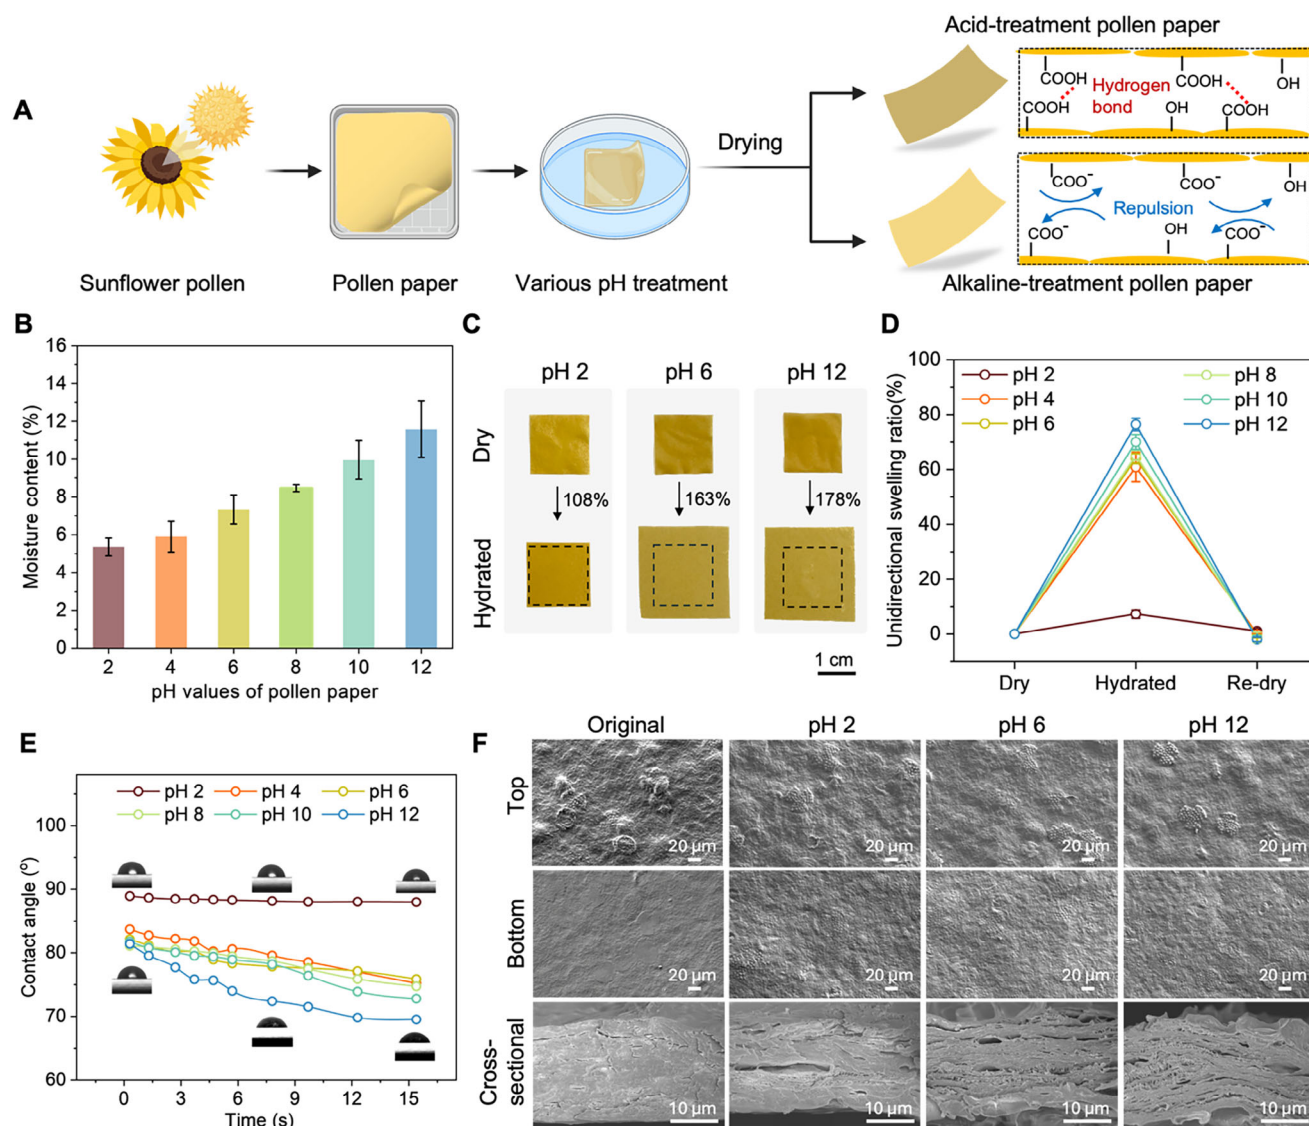 A
Sunflower pollen
Pollen paper
Various pH treatment
Drying
Acid-treatment pollen paper
COOH
Hydrogen
bond
COOH
OH
COOH
OH
COOH
COO-
COO-
OH
Repulsion
COO-
OH
COO-
Alkaline-treatment pollen paper
B
Moisture content (%)
16
14
12
10
8
6
4
2
0
2 4 6 8 10 12
pH values of pollen paper
C
pH 2 pH 6 pH 12
Dry
108% 163% 178%
Hydrated
1 cm
D
Unidirectional swelling ratio(%)
100
80
60
40
20
0
pH 2 pH 8
pH 4 pH 10
pH 6 pH 12
Dry Hydrated Re-dry
E
Contact angle (º)
100
90
80
70
60
pH 2 pH 4 pH 6
pH 8 pH 10 pH 12
0 3 6 9 12 15
Time (s)
F
Original pH 2 pH 6 pH 12
Top
20 µm 20 µm 20 µm 20 µm
Bottom
20 µm 20 µm 20 µm 20 µm
Cross-
sectional
10 µm 10 µm 10 µm 10 µm